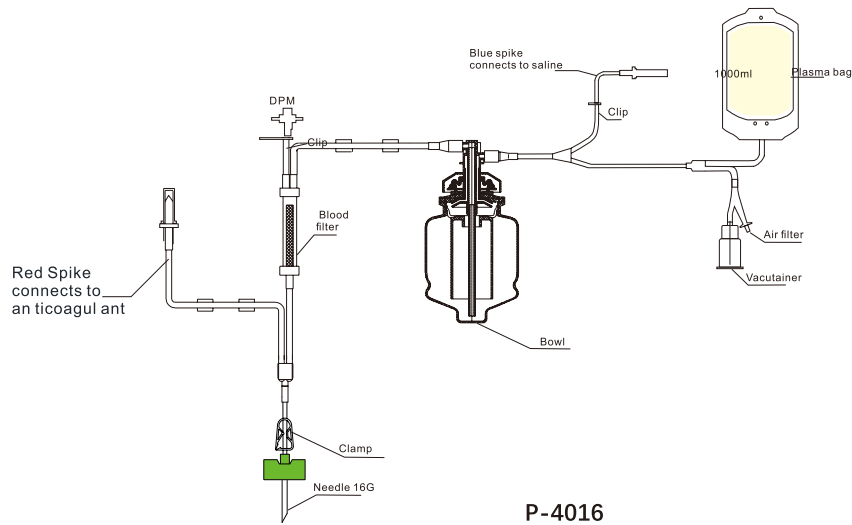 Blue spike
connects to saline
1000ml
Plasma bag
DPM
Clip
Clip
Blood
filter
Air filter
Red Spike
connects to
an ticoagul ant
Vacutainer
Bowl
Clamp
Needle 16G
P-4016